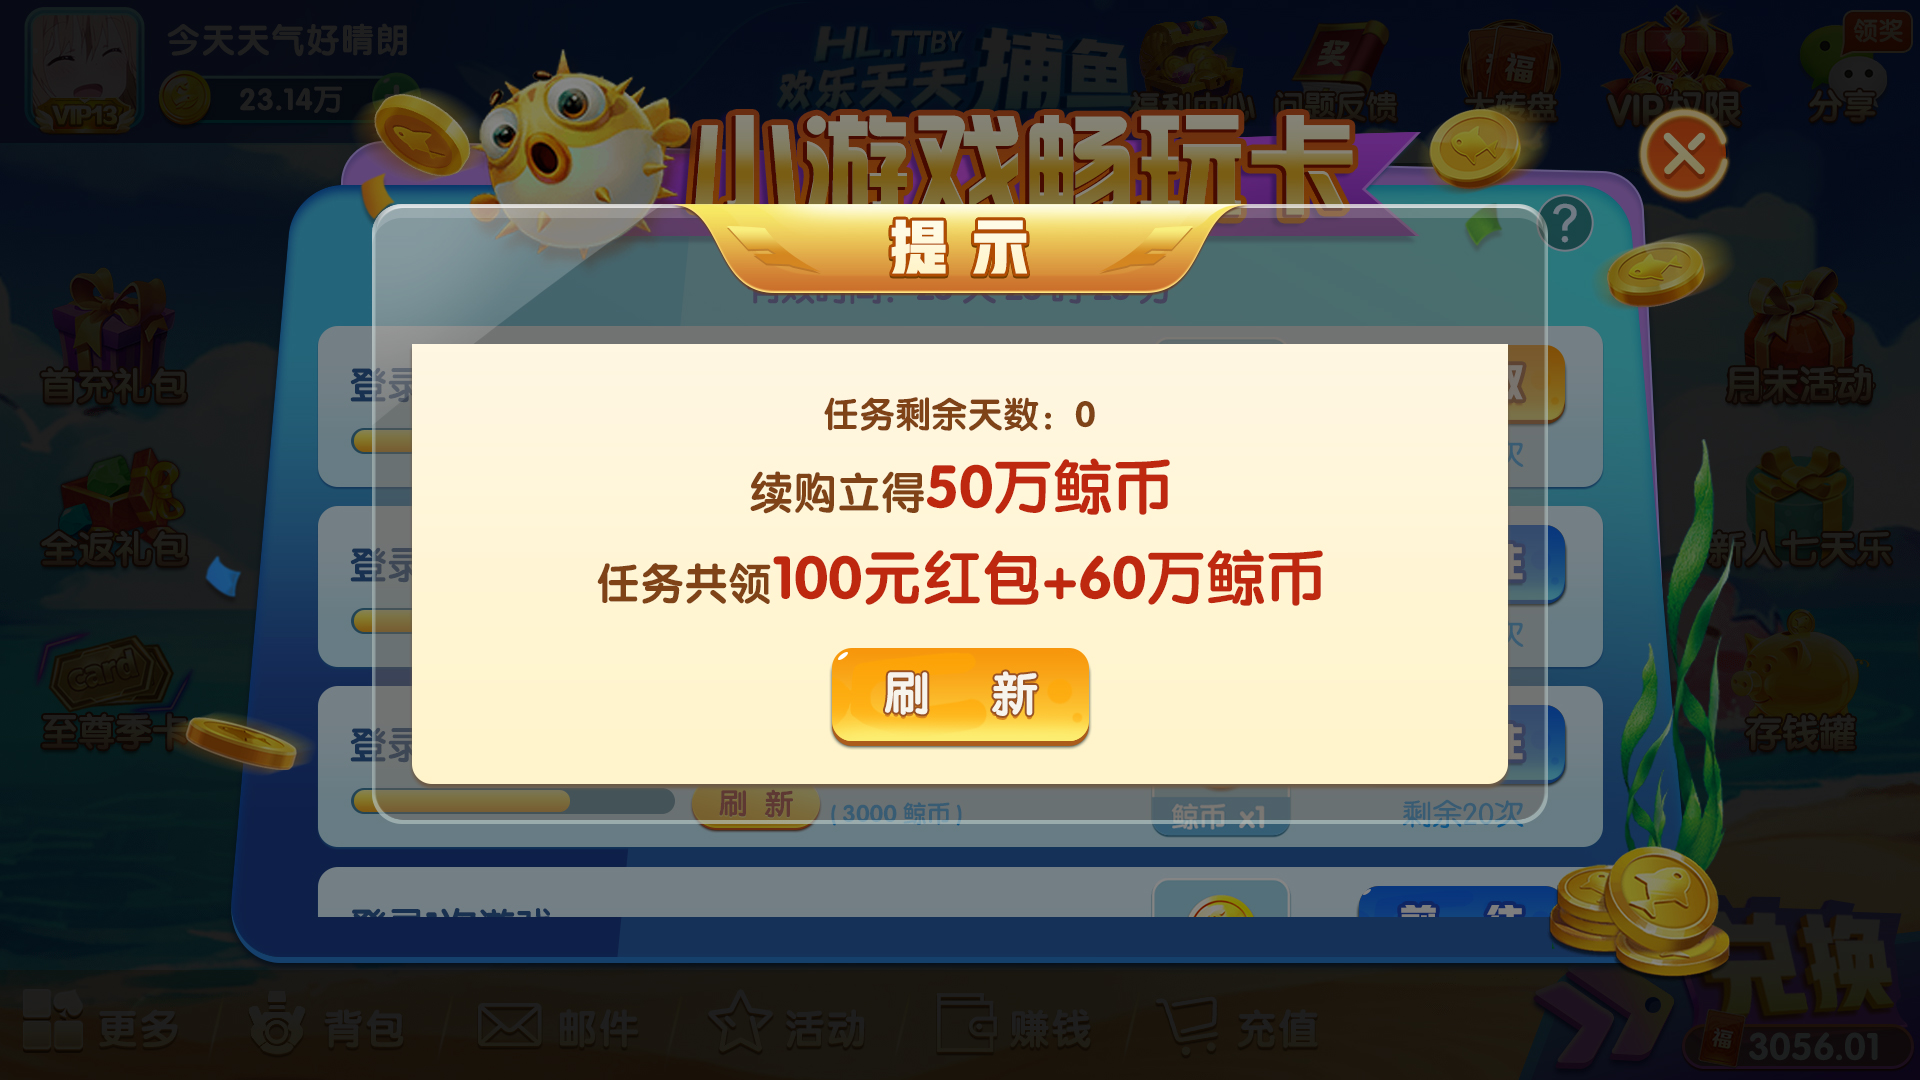 今天天气好晴朗
VIP13
23.14万
HL.TTBY
欢乐天天捕鱼
福利中心
奖
问题反馈
福
大转盘
VIP权限
领奖
分享
小游戏畅玩卡
?
提示
首充礼包
全返礼包
card
至尊季卡
月末活动
新人七天乐
存钱罐
登录
登录
登录
任务剩余天数：0
续购立得50万鲸币
任务共领100元红包+60万鲸币
刷 新
次
次
刷 新
(3000 鲸币)
鲸币 x1
剩余20次
更多
背包
邮件
活动
赚钱
充值
兑换
福
3056.01